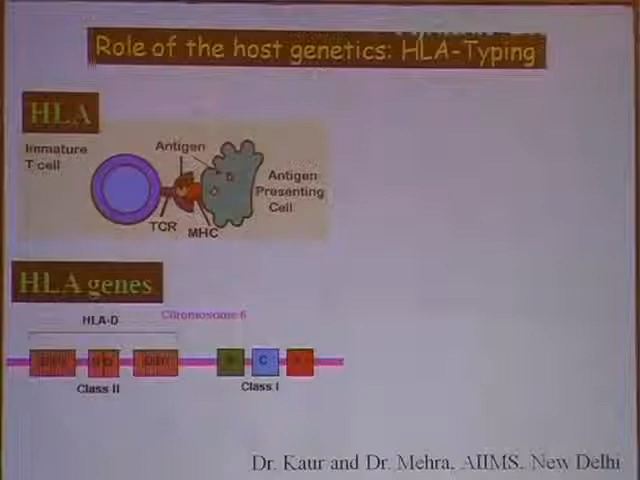 Role of the host genetics: HLA-Typing
HLA
Immature
T cell
Antigen
Antigen
Presenting
Cell
TCR
MHC
HLA genes
HLA-D
Chromosome 6
C
Class II
Class I
Dr. Kaur and Dr. Mehra, AIIMS, New Delhi